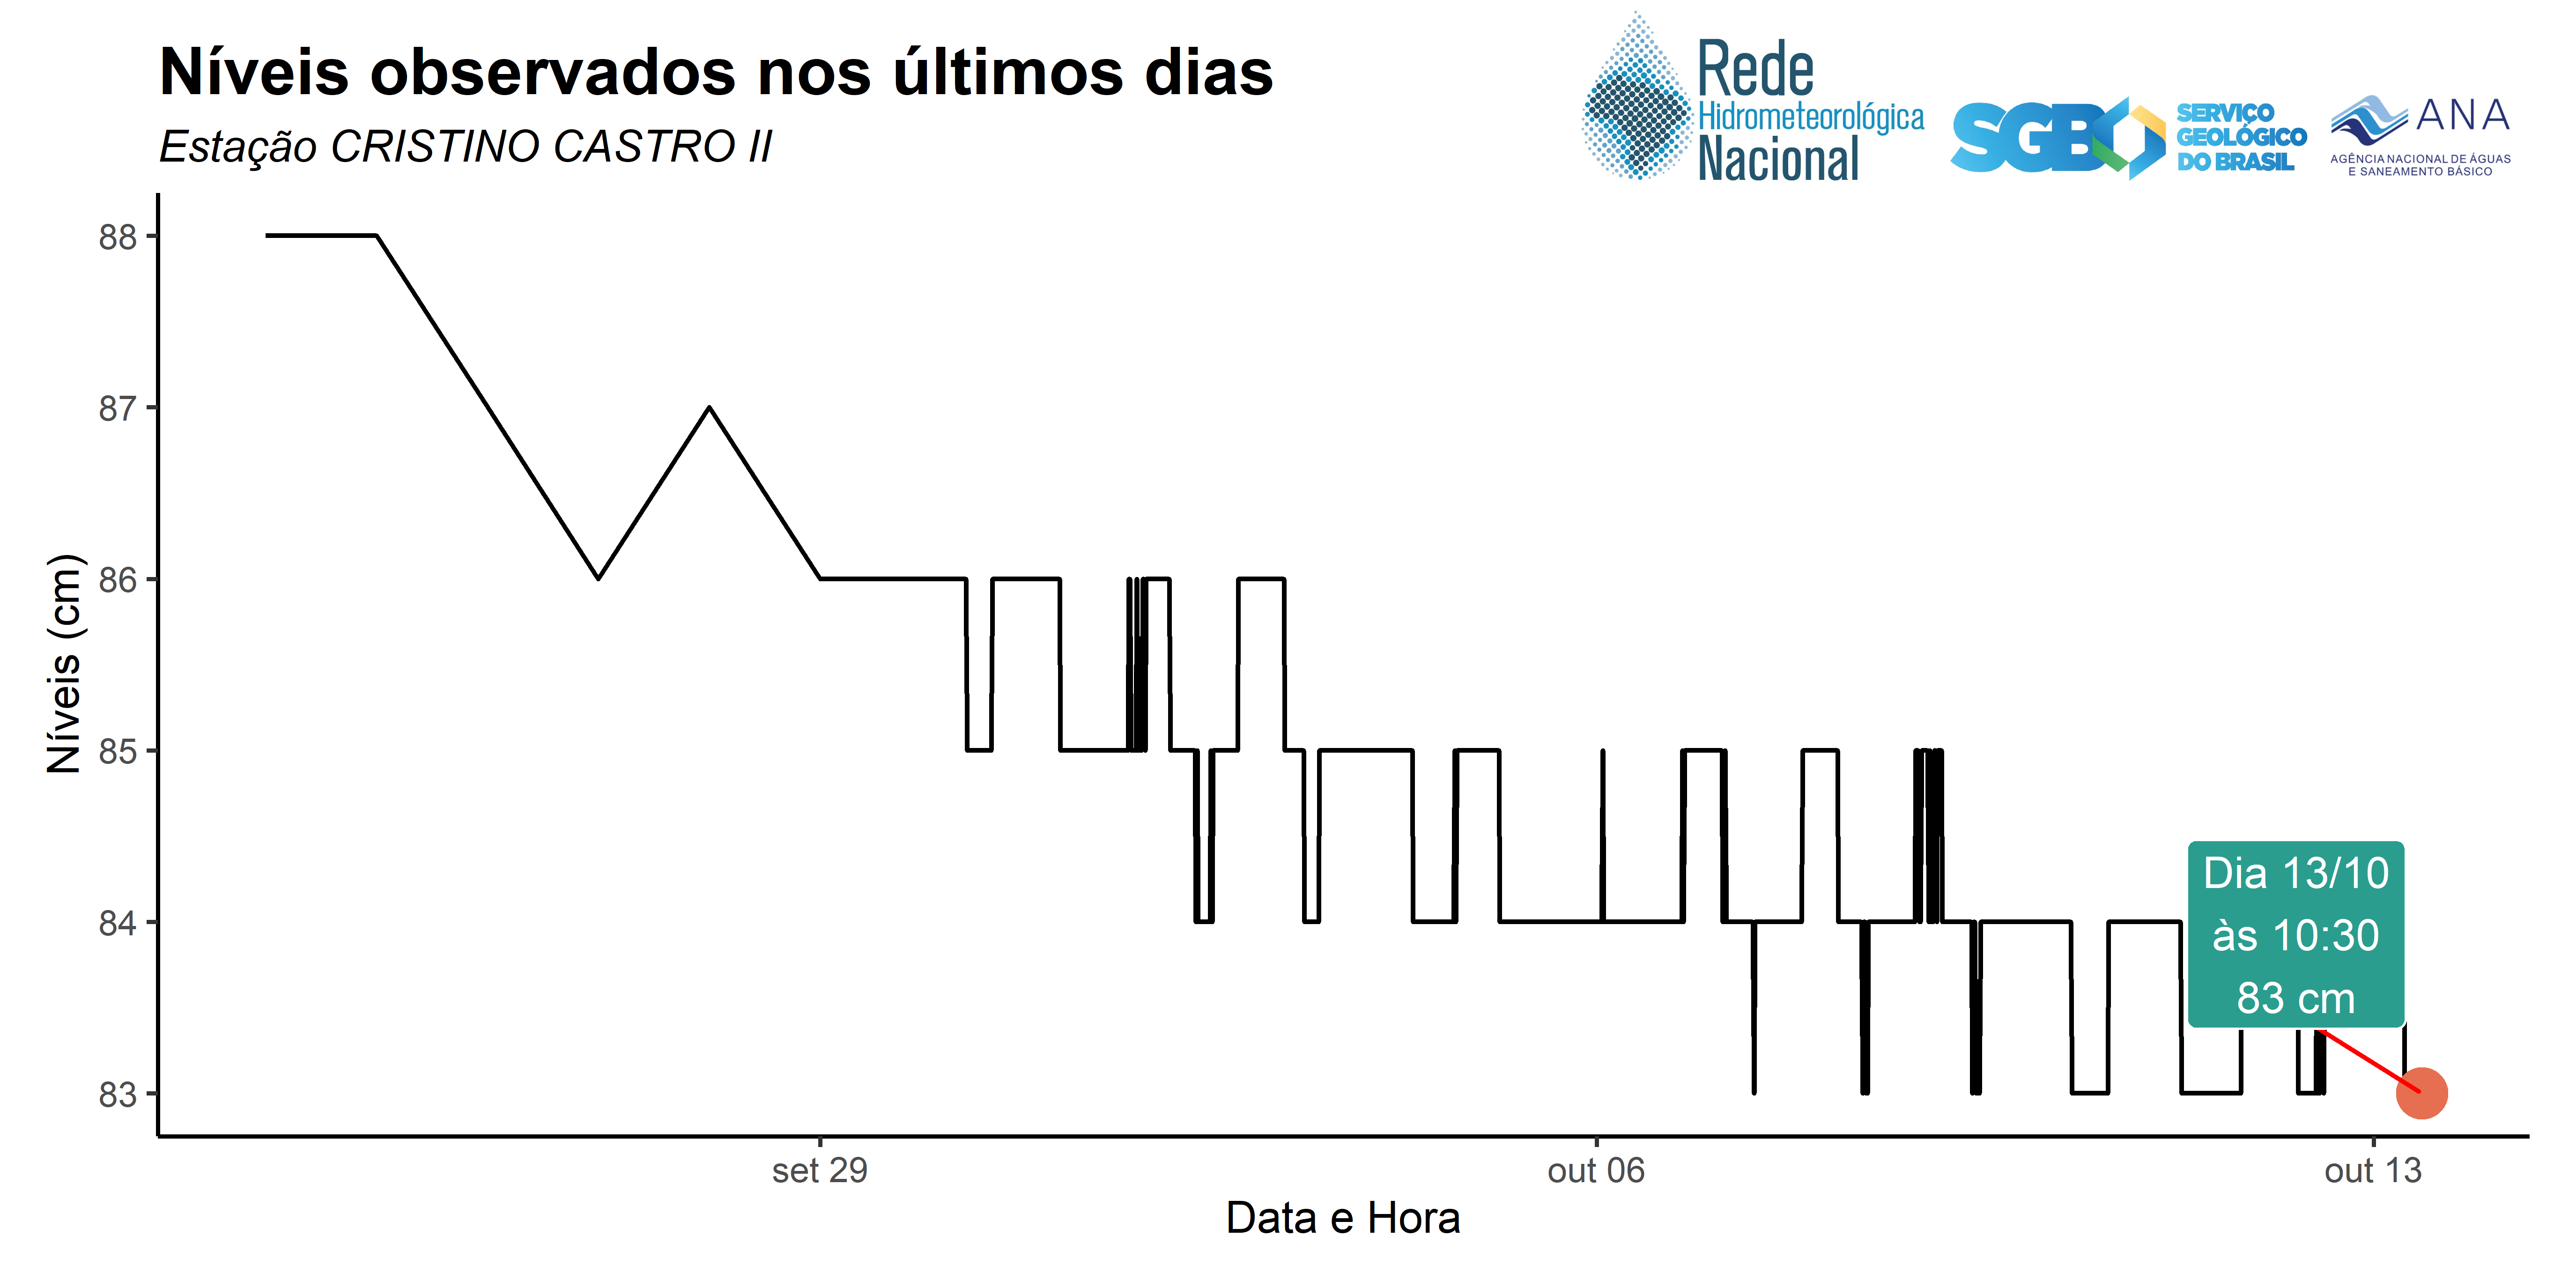 Níveis observados nos últimos dias
Estação CRISTINO CASTRO II
Rede
Hidrometeorológica
Nacional
SGB
SERVIÇO
GEOLÓGICO
DO BRASIL
ANA
AGÊNCIA NACIONAL DE ÁGUAS
E SANEAMENTO BÁSICO
Níveis (cm)
88
87
86
85
84
83
Dia 13/10
às 10:30
83 cm
set 29
out 06
out 13
Data e Hora